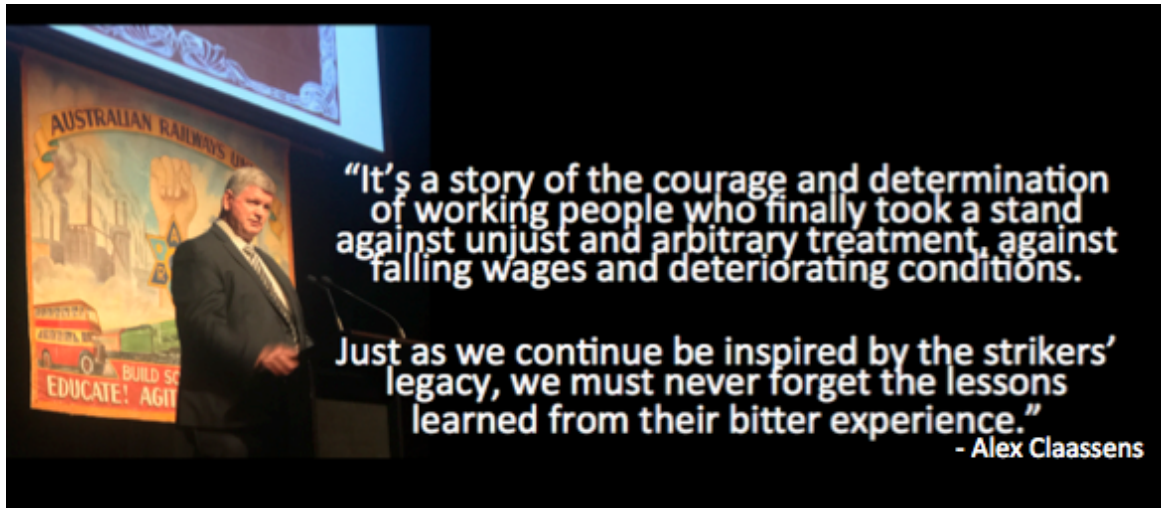 AUSTRALIAN RAILWAYS
BUILD
EDUCATE!
“It’s a story of the courage and determination
of working people who finally took a stand
against unjust and arbitrary treatment, against
falling wages and deteriorating conditions.
Just as we continue be inspired by the strikers’
legacy, we must never forget the lessons
learned from their bitter experience.”
- Alex Claassens